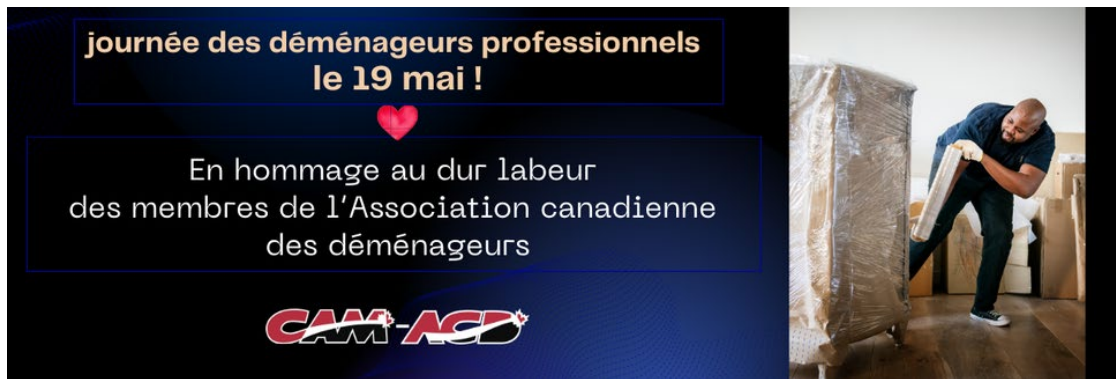 journée des déménageurs professionnels
le 19 mai !
En hommage au dur labeur
des membres de l'Association canadienne
des déménageurs
CAM-ACD